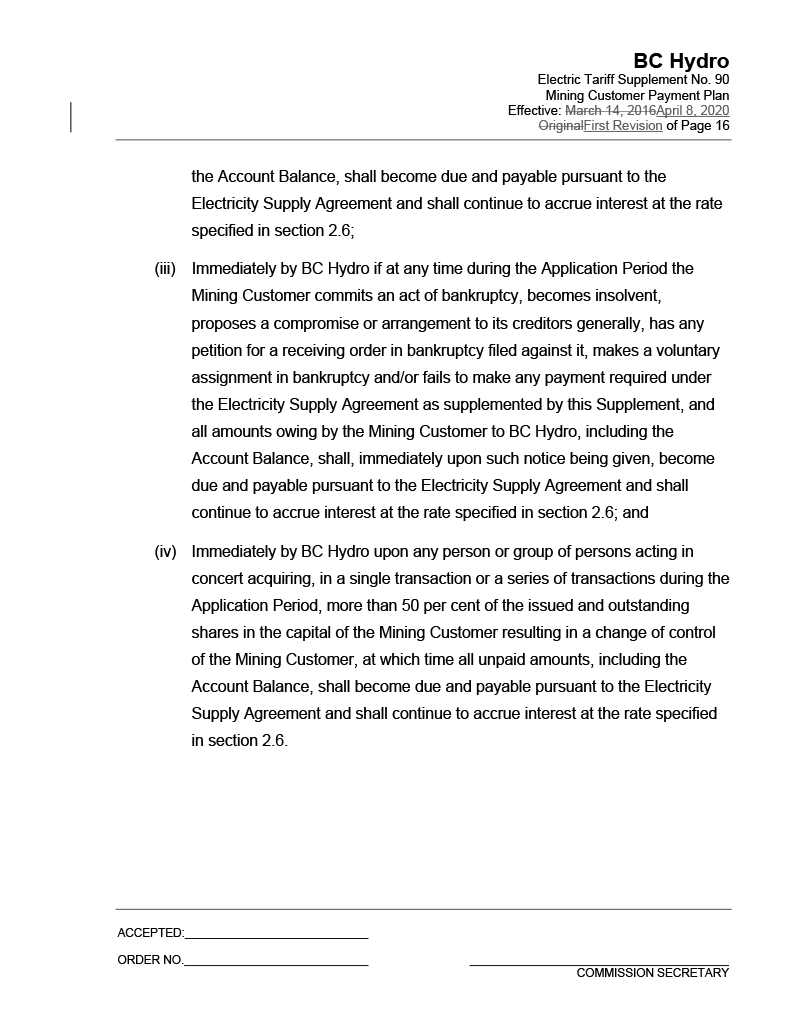 BC Hydro
Electric Tariff Supplement No. 90
Mining Customer Payment Plan
Effective: March 14, 2016April 8, 2020
OriginalFirst Revision of Page 16
the Account Balance, shall become due and payable pursuant to the
Electricity Supply Agreement and shall continue to accrue interest at the rate
specified in section 2.6;
(iii) Immediately by BC Hydro if at any time during the Application Period the
Mining Customer commits an act of bankruptcy, becomes insolvent,
proposes a compromise or arrangement to its creditors generally, has any
petition for a receiving order in bankruptcy filed against it, makes a voluntary
assignment in bankruptcy and/or fails to make any payment required under
the Electricity Supply Agreement as supplemented by this Supplement, and
all amounts owing by the Mining Customer to BC Hydro, including the
Account Balance, shall, immediately upon such notice being given, become
due and payable pursuant to the Electricity Supply Agreement and shall
continue to accrue interest at the rate specified in section 2.6; and
(iv) Immediately by BC Hydro upon any person or group of persons acting in
concert acquiring, in a single transaction or a series of transactions during the
Application Period, more than 50 per cent of the issued and outstanding
shares in the capital of the Mining Customer resulting in a change of control
of the Mining Customer, at which time all unpaid amounts, including the
Account Balance, shall become due and payable pursuant to the Electricity
Supply Agreement and shall continue to accrue interest at the rate specified
in section 2.6.
ACCEPTED:
ORDER NO.
COMMISSION SECRETARY